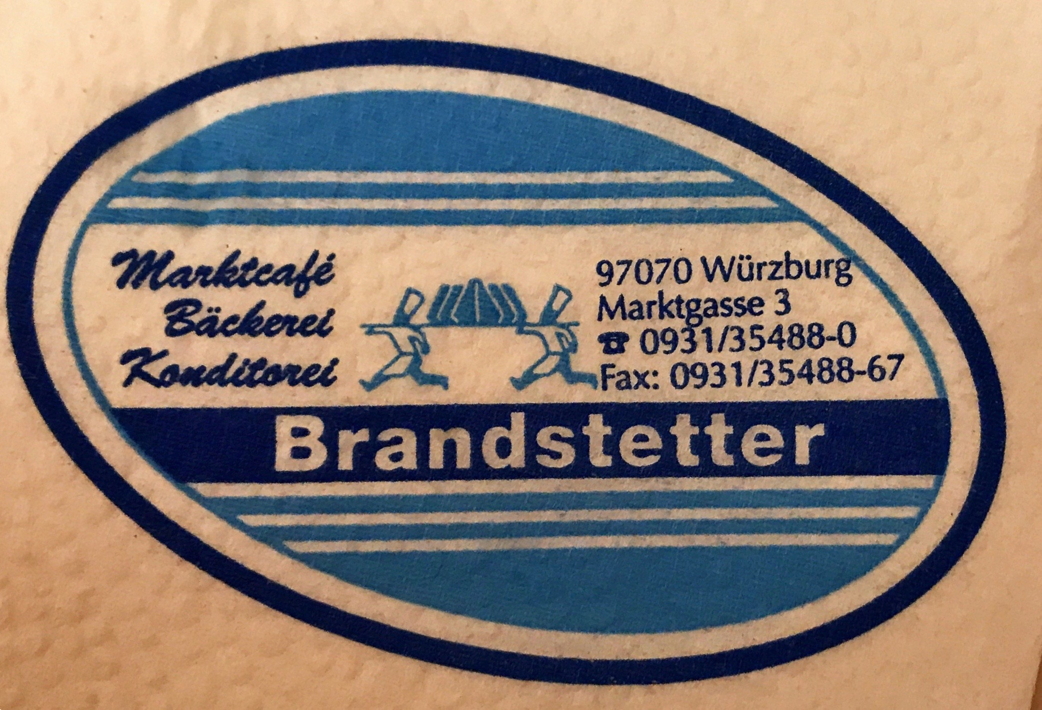 Marktcafé
Bäckerei
Konditorei
97070 Würzburg
Marktgasse 3
☎ 0931/35488-0
Fax: 0931/35488-67
Brandstetter